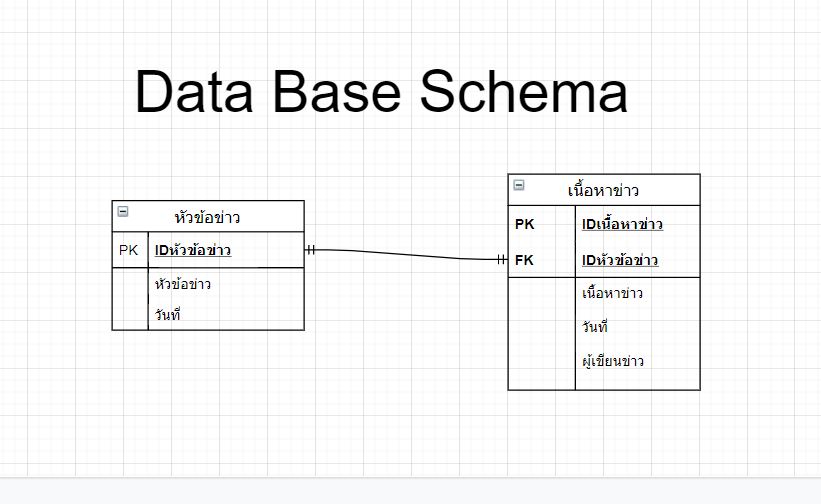 Data Base Schema
หัวข้อข่าว
PK IDหัวข้อข่าว
หัวข้อข่าว
วันที่
เนื้อหาข่าว
PK IDเนื้อหาข่าว
FK IDหัวข้อข่าว
เนื้อหาข่าว
วันที่
ผู้เขียนข่าว